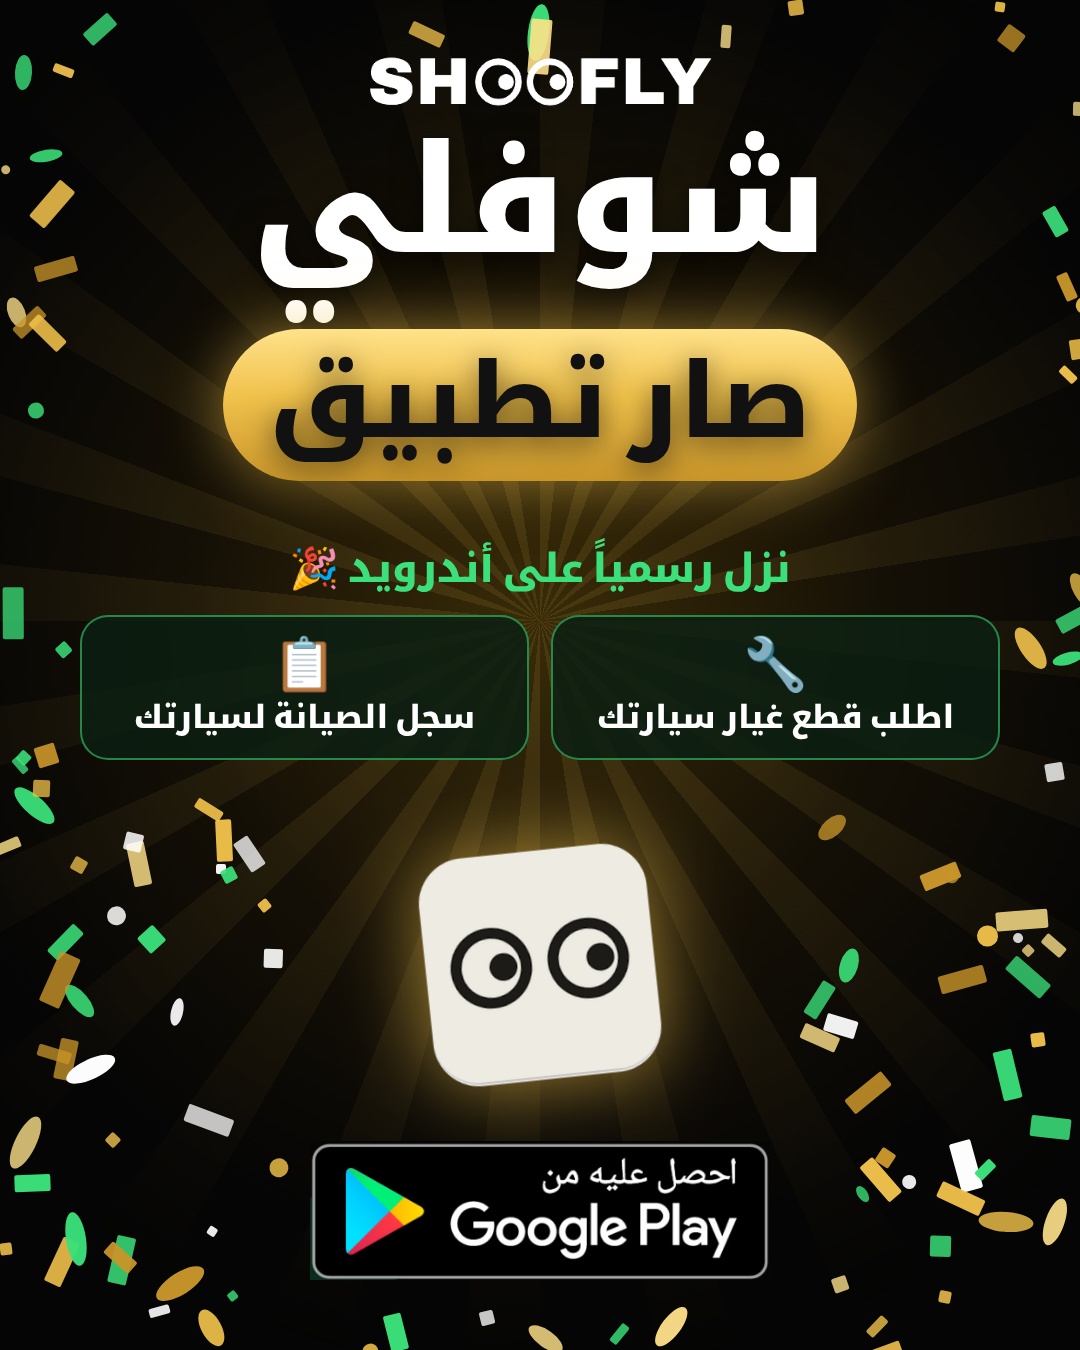 SHOOFLY
شوفلي
صار تطبيق
نزل رسمياً على أندرويد 🎉
اطلب قطع غيار سيارتك
سجل الصيانة لسيارتك
احصل عليه من
Google Play